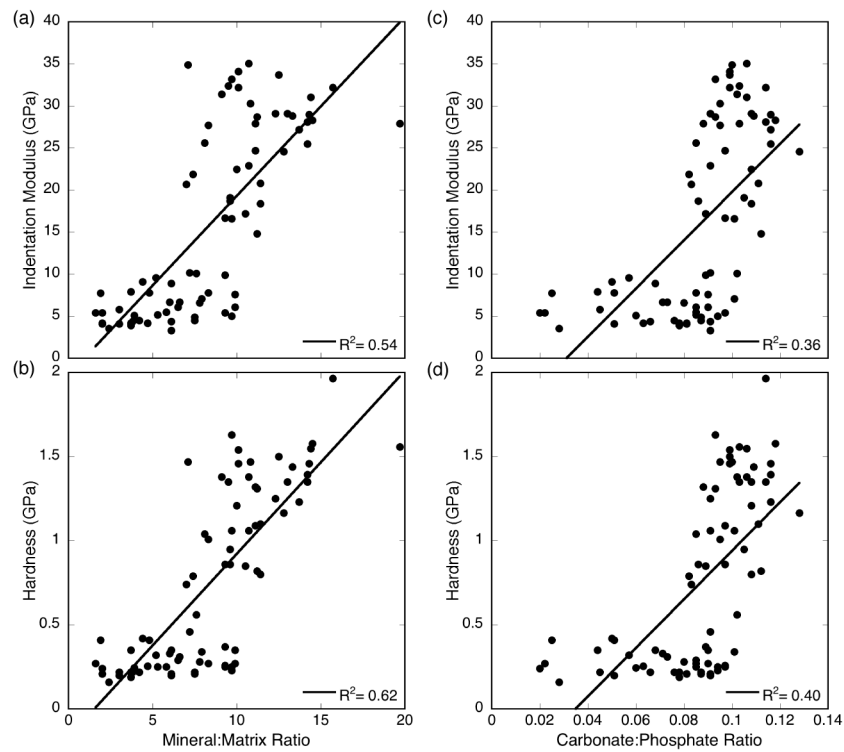 (a)
40
35
30
25
20
15
10
5
0
Indentation Modulus (GPa)
R²= 0.54
(c)
40
35
30
25
20
15
10
5
0
Indentation Modulus (GPa)
R²= 0.36
(b)
2
1.5
1
0.5
0
Hardness (GPa)
R²= 0.62
0 5 10 15 20
Mineral:Matrix Ratio
(d)
2
1.5
1
0.5
0
Hardness (GPa)
R²= 0.40
0 0.02 0.04 0.06 0.08 0.1 0.12 0.14
Carbonate:Phosphate Ratio